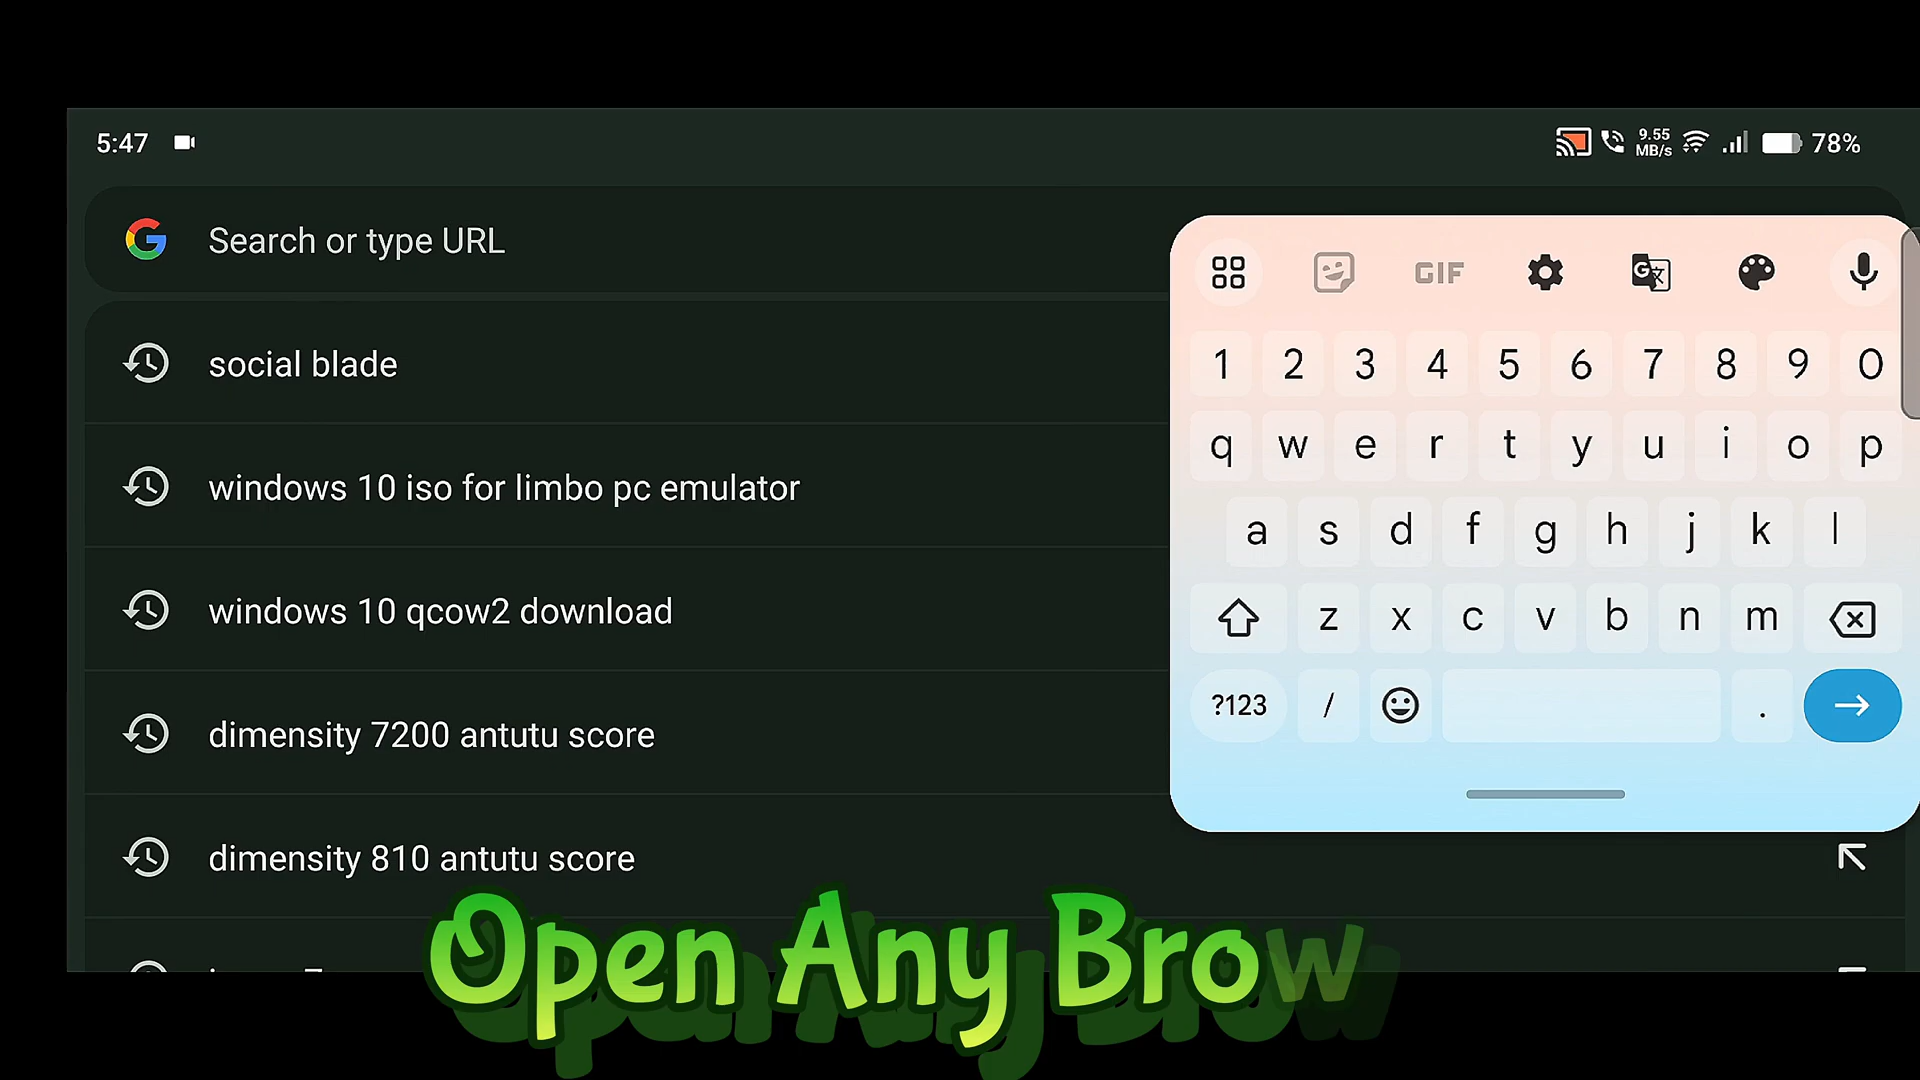 5:47
9.55 MB/s
78%
Search or type URL
social blade
windows 10 iso for limbo pc emulator
windows 10 qcow2 download
dimensity 7200 antutu score
dimensity 810 antutu score
GIF
1 2 3 4 5 6 7 8 9 0
q w e r t y u i o p
a s d f g h j k l
z x c v b n m
?123 / .
Open Any Brow